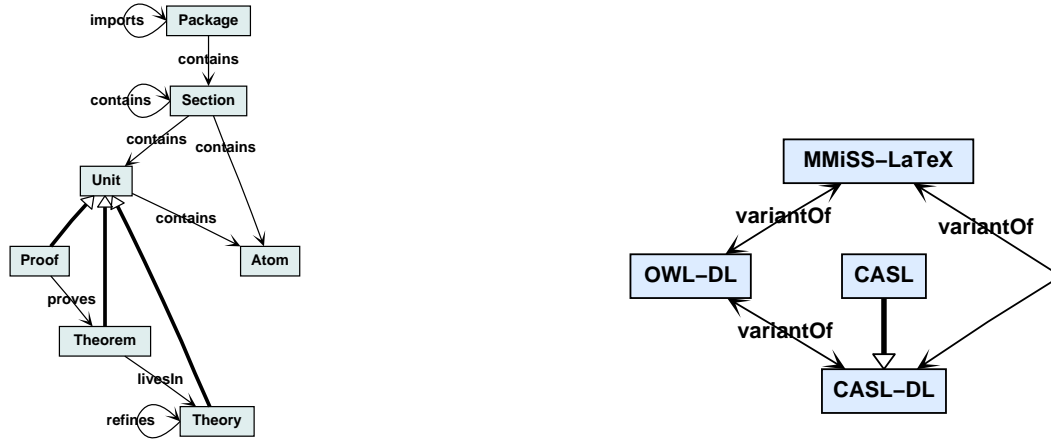 imports
Package
contains
contains
Section
contains
contains
Unit
contains
Proof
Atom
proves
Theorem
livesIn
refines
Theory
MMiSS–LaTeX
variantOf
variantOf
OWL–DL
CASL
variantOf
CASL–DL